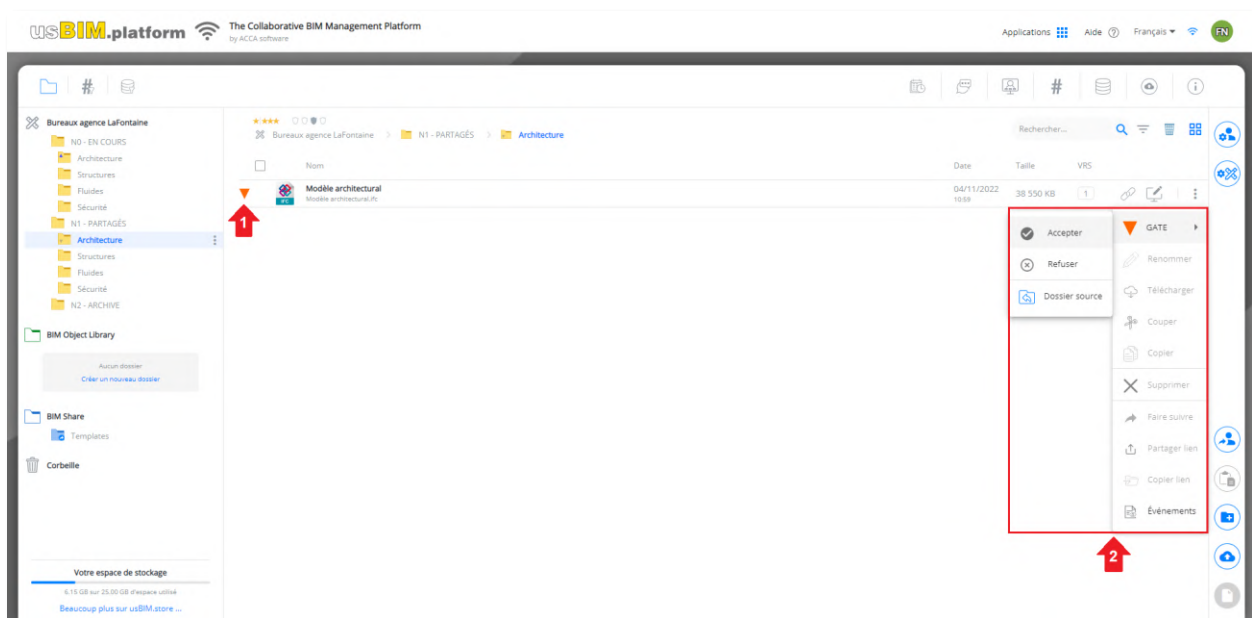 usBIM.platform
The Collaborative BIM Management Platform
by ACCA software
Applications
Aide
Français
FN
Bureaux agence LaFontaine
N0 - EN COURS
Architecture
Structures
Fluides
Sécurité
N1 - PARTAGÉS
Architecture
Structures
Fluides
Sécurité
N2 - ARCHIVE
BIM Object Library
Aucun dossier
Créer un nouveau dossier
BIM Share
Templates
Corbeille
Votre espace de stockage
6.15 GB sur 25.00 GB d'espace utilisé
Beaucoup plus sur usBIM.store ...
Bureaux agence LaFontaine > N1 - PARTAGÉS > Architecture
Rechercher...
Nom Date Taille VRS
IFC
Modèle architectural
Modèle architectural.ifc
04/11/2022
10:59
38 550 KB
1
1
Accepter
Refuser
Dossier source
GATE
Renommer
Télécharger
Couper
Copier
Supprimer
Faire suivre
Partager lien
Copier lien
Événements
2